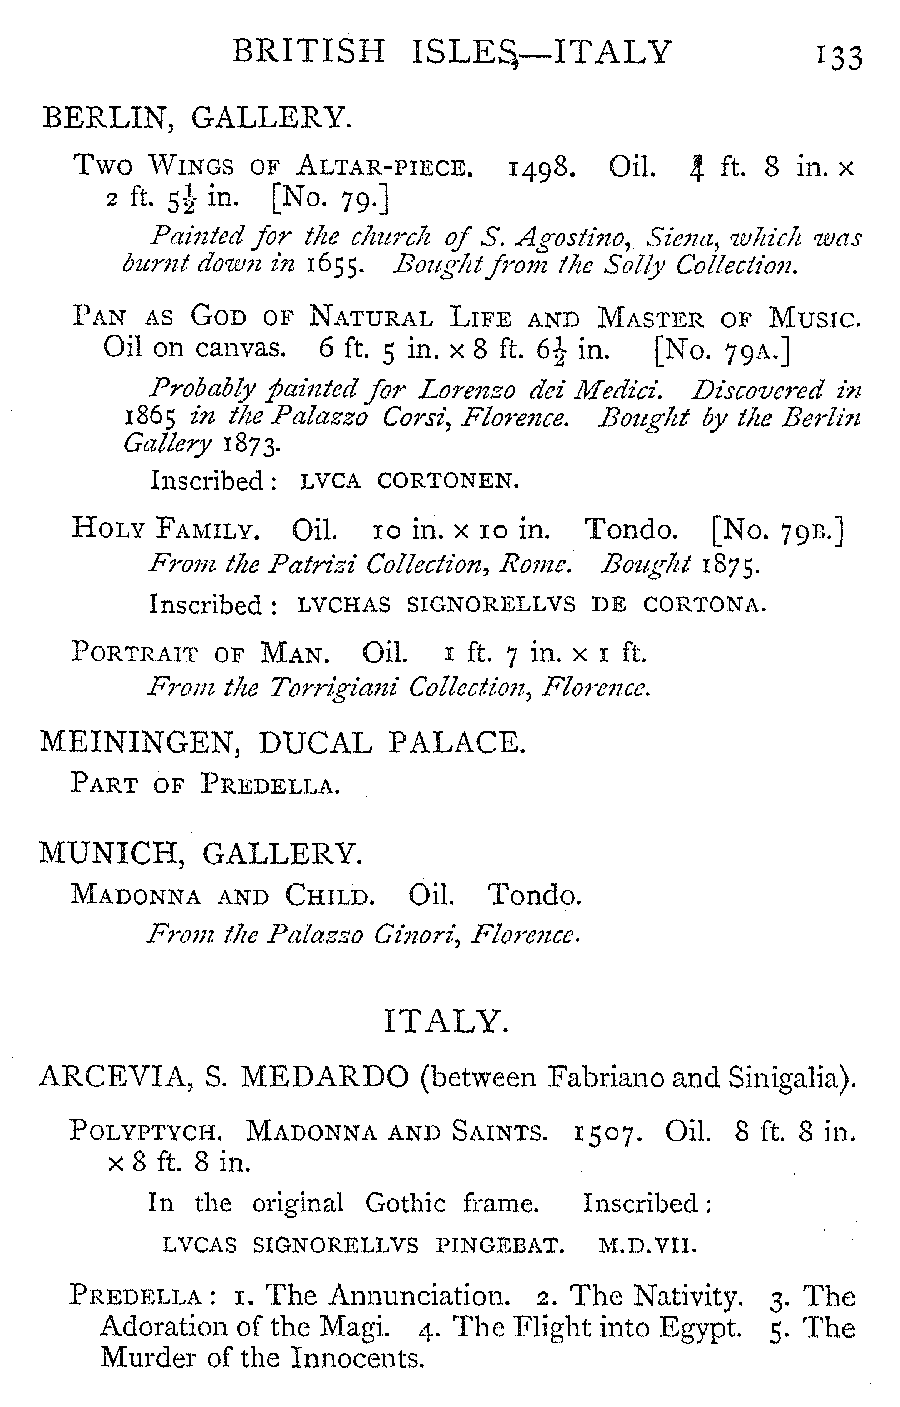 BRITISH ISLES,—ITALY 133
BERLIN, GALLERY.
TWO WINGS OF ALTAR-PIECE. 1498. Oil. 4 ft. 8 in. x
2 ft. 5½ in. [No. 79.]
Painted for the church of S. Agostino, Siena, which was
burnt down in 1655. Bought from the Solly Collection.
PAN AS GOD OF NATURAL LIFE AND MASTER OF MUSIC.
Oil on canvas. 6 ft. 5 in. x 8 ft. 6½ in. [No. 79A.]
Probably painted for Lorenzo dei Medici. Discovered in
1865 in the Palazzo Corsi, Florence. Bought by the Berlin
Gallery 1873.
Inscribed: LVCA CORTONEN.
HOLY FAMILY. Oil. 10 in. x 10 in. Tondo. [No. 79B.]
From the Patrizi Collection, Rome. Bought 1875.
Inscribed: LVCHAS SIGNORELLVS DE CORTONA.
PORTRAIT OF MAN. Oil. 1 ft. 7 in. x 1 ft.
From the Torrigiani Collection, Florence.
MEININGEN, DUCAL PALACE.
PART OF PREDELLA.
MUNICH, GALLERY.
MADONNA AND CHILD. Oil. Tondo.
From the Palazzo Ginori, Florence.
ITALY.
ARCEVIA, S. MEDARDO (between Fabriano and Sinigalia).
POLYPTYCH. MADONNA AND SAINTS. 1507. Oil. 8 ft. 8 in.
x 8 ft. 8 in.
In the original Gothic frame. Inscribed:
LVCAS SIGNORELLVS PINGEBAT. M.D.VII.
PREDELLA: 1. The Annunciation. 2. The Nativity. 3. The
Adoration of the Magi. 4. The Flight into Egypt. 5. The
Murder of the Innocents.